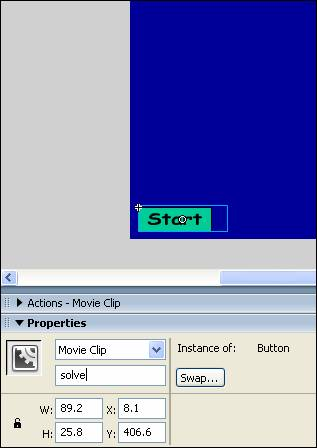 Start
Actions - Movie Clip
Properties
Movie Clip
Instance of: Button
solve
Swap...
W: 89.2 X: 8.1
H: 25.8 Y: 406.6